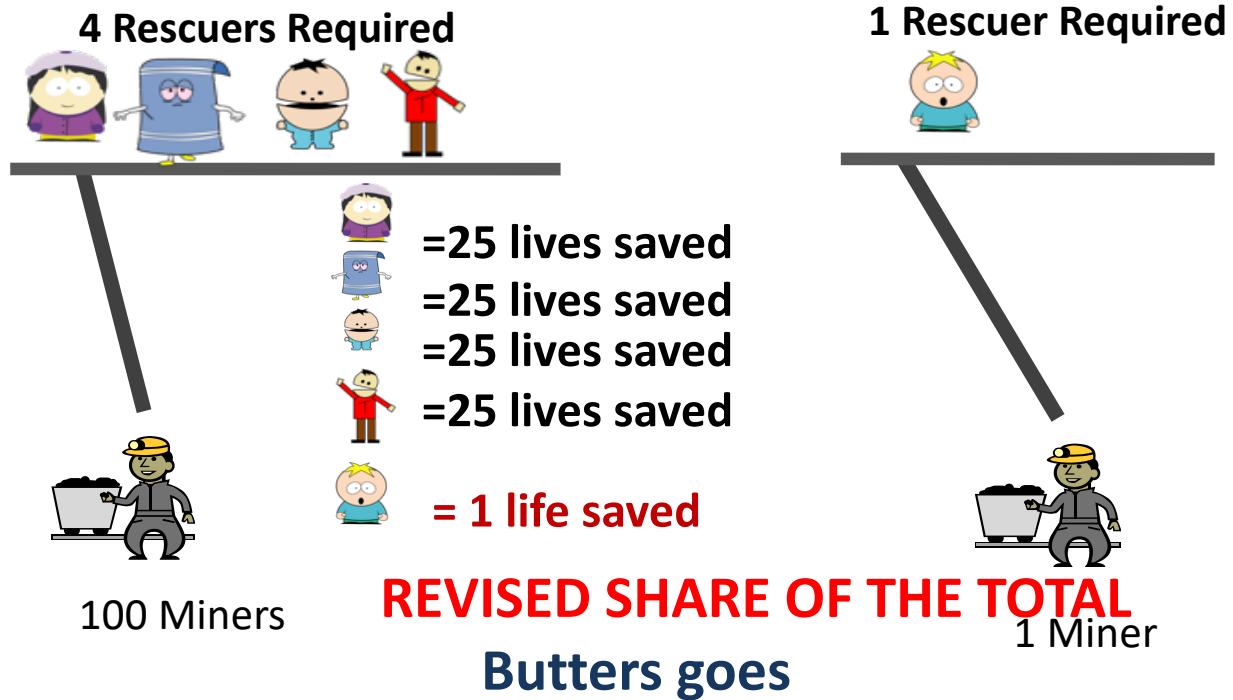 4 Rescuers Required
1 Rescuer Required
=25 lives saved
=25 lives saved
=25 lives saved
=25 lives saved
= 1 life saved
100 Miners
REVISED SHARE OF THE TOTAL
1 Miner
Butters goes